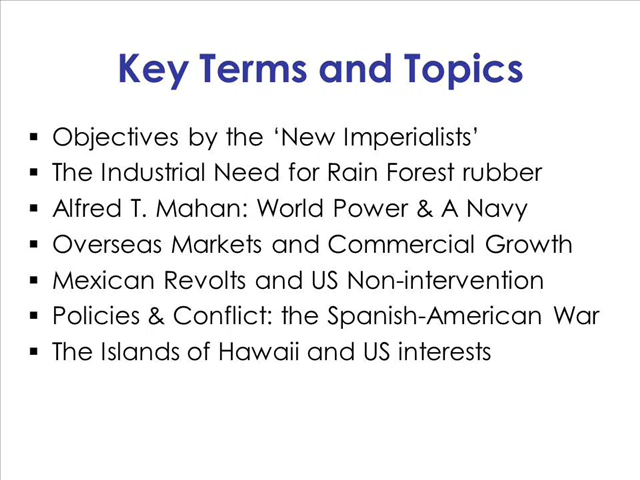 Key Terms and Topics
▪ Objectives by the ‘New Imperialists’
▪ The Industrial Need for Rain Forest rubber
▪ Alfred T. Mahan: World Power & A Navy
▪ Overseas Markets and Commercial Growth
▪ Mexican Revolts and US Non-intervention
▪ Policies & Conflict: the Spanish-American War
▪ The Islands of Hawaii and US interests